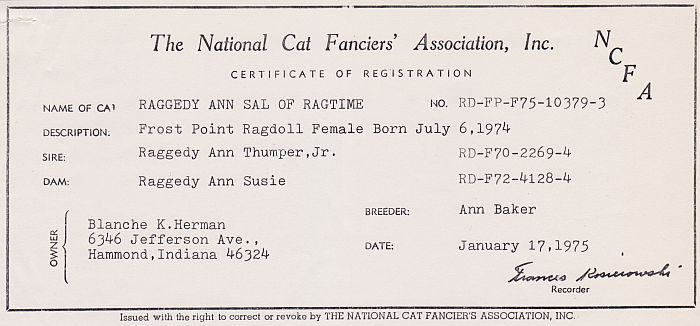 The National Cat Fanciers' Association, Inc.
NCFA
CERTIFICATE OF REGISTRATION
NAME OF CAT RAGGEDY ANN SAL OF RAGTIME NO. RD-FP-F75-10379-3
DESCRIPTION: Frost Point Ragdoll Female Born July 6,1974
SIRE: Raggedy Ann Thumper,Jr. RD-F70-2269-4
DAM: Raggedy Ann Susie RD-F72-4128-4
BREEDER: Ann Baker
OWNER
Blanche K.Herman
6346 Jefferson Ave.,
Hammond,Indiana 46324
DATE: January 17,1975
Frances Kosierowski
Recorder
Issued with the right to correct or revoke by THE NATIONAL CAT FANCIER'S ASSOCIATION, INC.